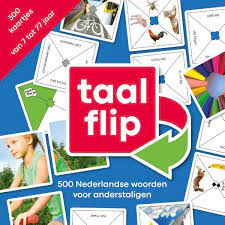 500 kaartjes
van 7 tot 77 jaar
taal
flip
500 Nederlandse woorden
voor anderstaligen